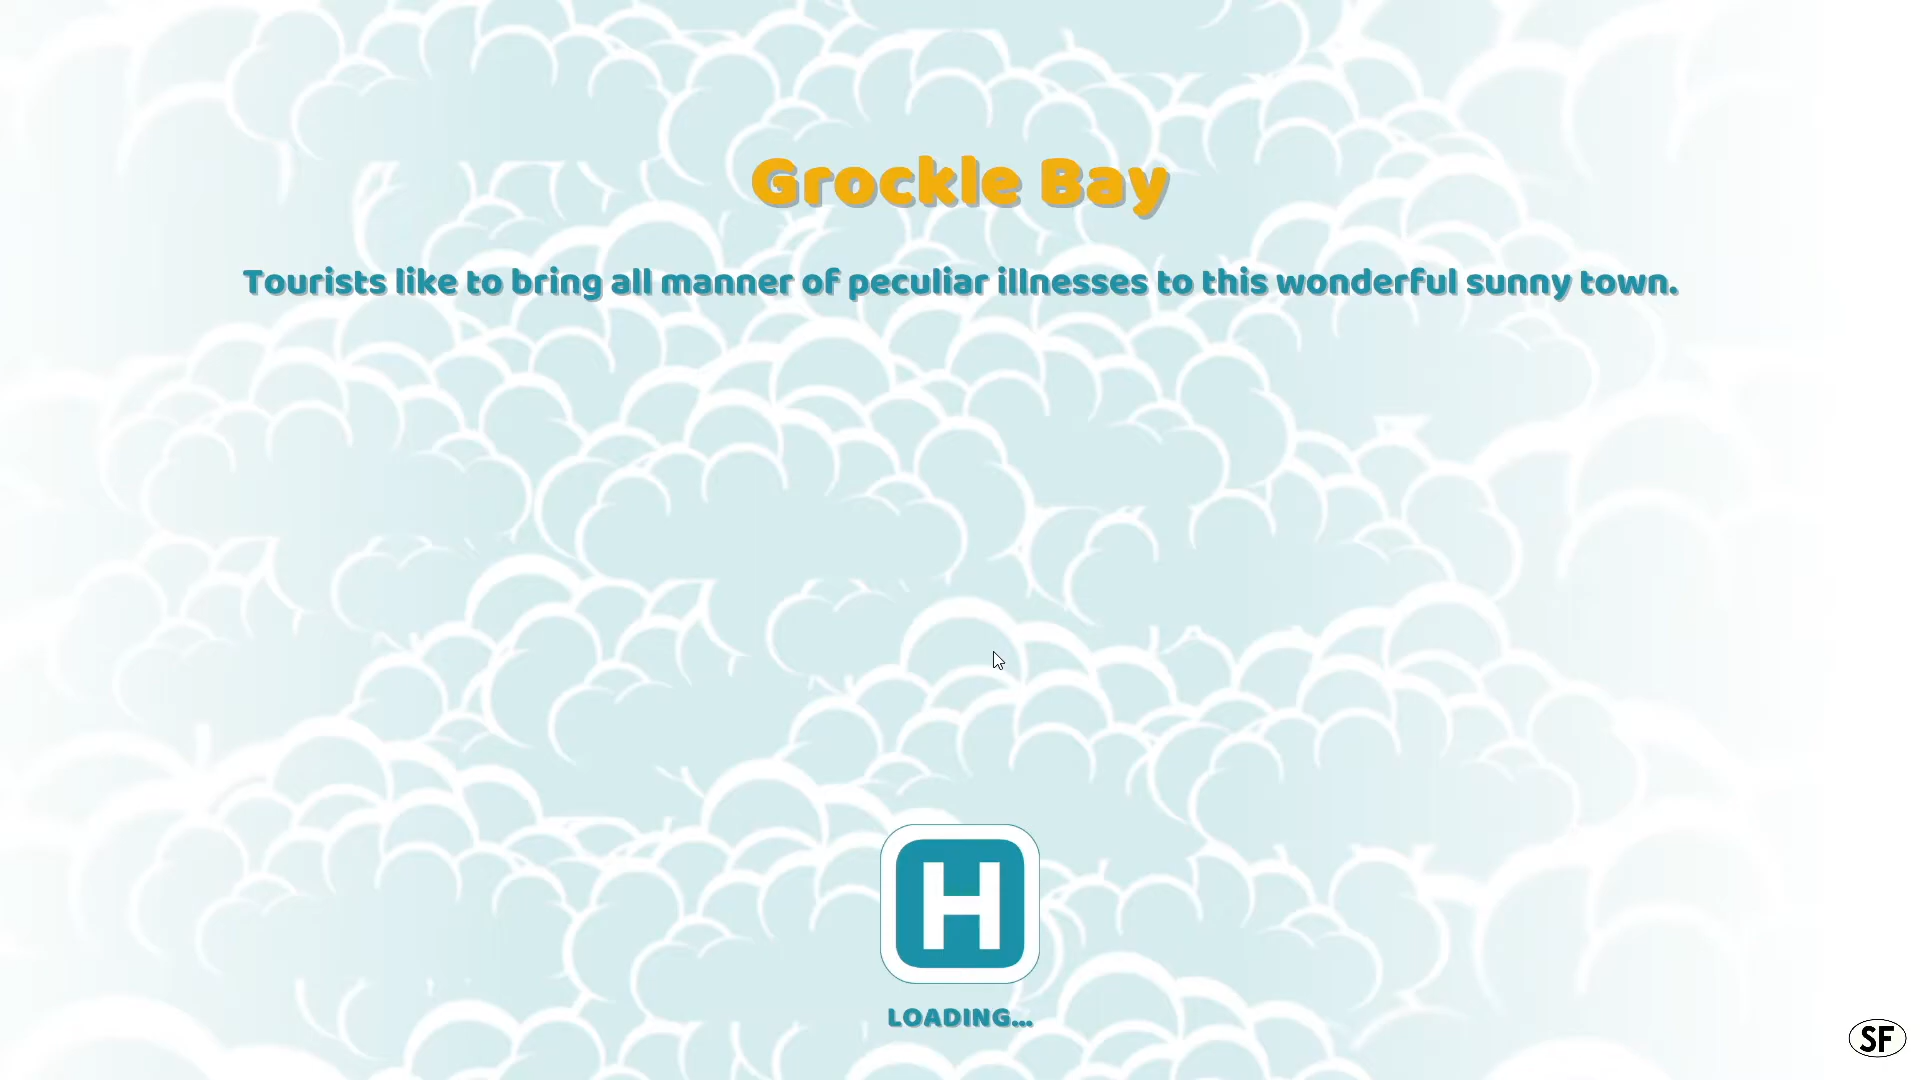 Grockle Bay
Tourists like to bring all manner of peculiar illnesses to this wonderful sunny town.
H
LOADING...
SF